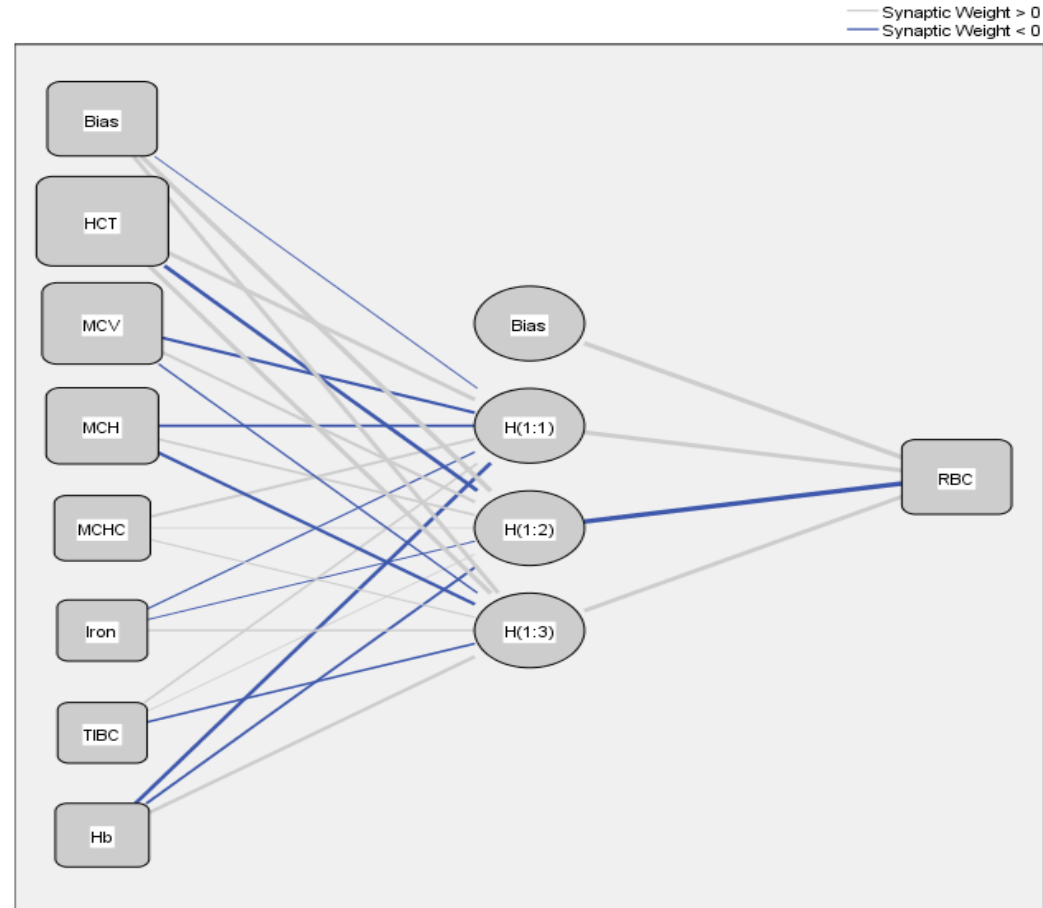 Synaptic Weight > 0
Synaptic Weight < 0
Bias
HCT
MCV
MCH
MCHC
Iron
TIBC
Hb
Bias
H(1:1)
H(1:2)
H(1:3)
RBC